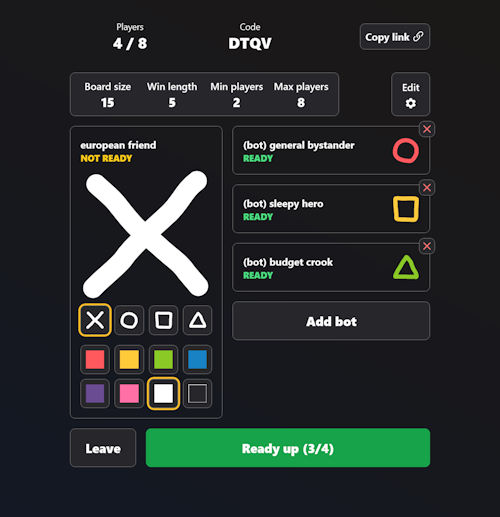 Players
4 / 8
Code
DTQV
Copy link
Board size
15
Win length
5
Min players
2
Max players
8
Edit
european friend
NOT READY
(bot) general bystander
READY
(bot) sleepy hero
READY
(bot) budget crook
READY
Add bot
Leave
Ready up (3/4)